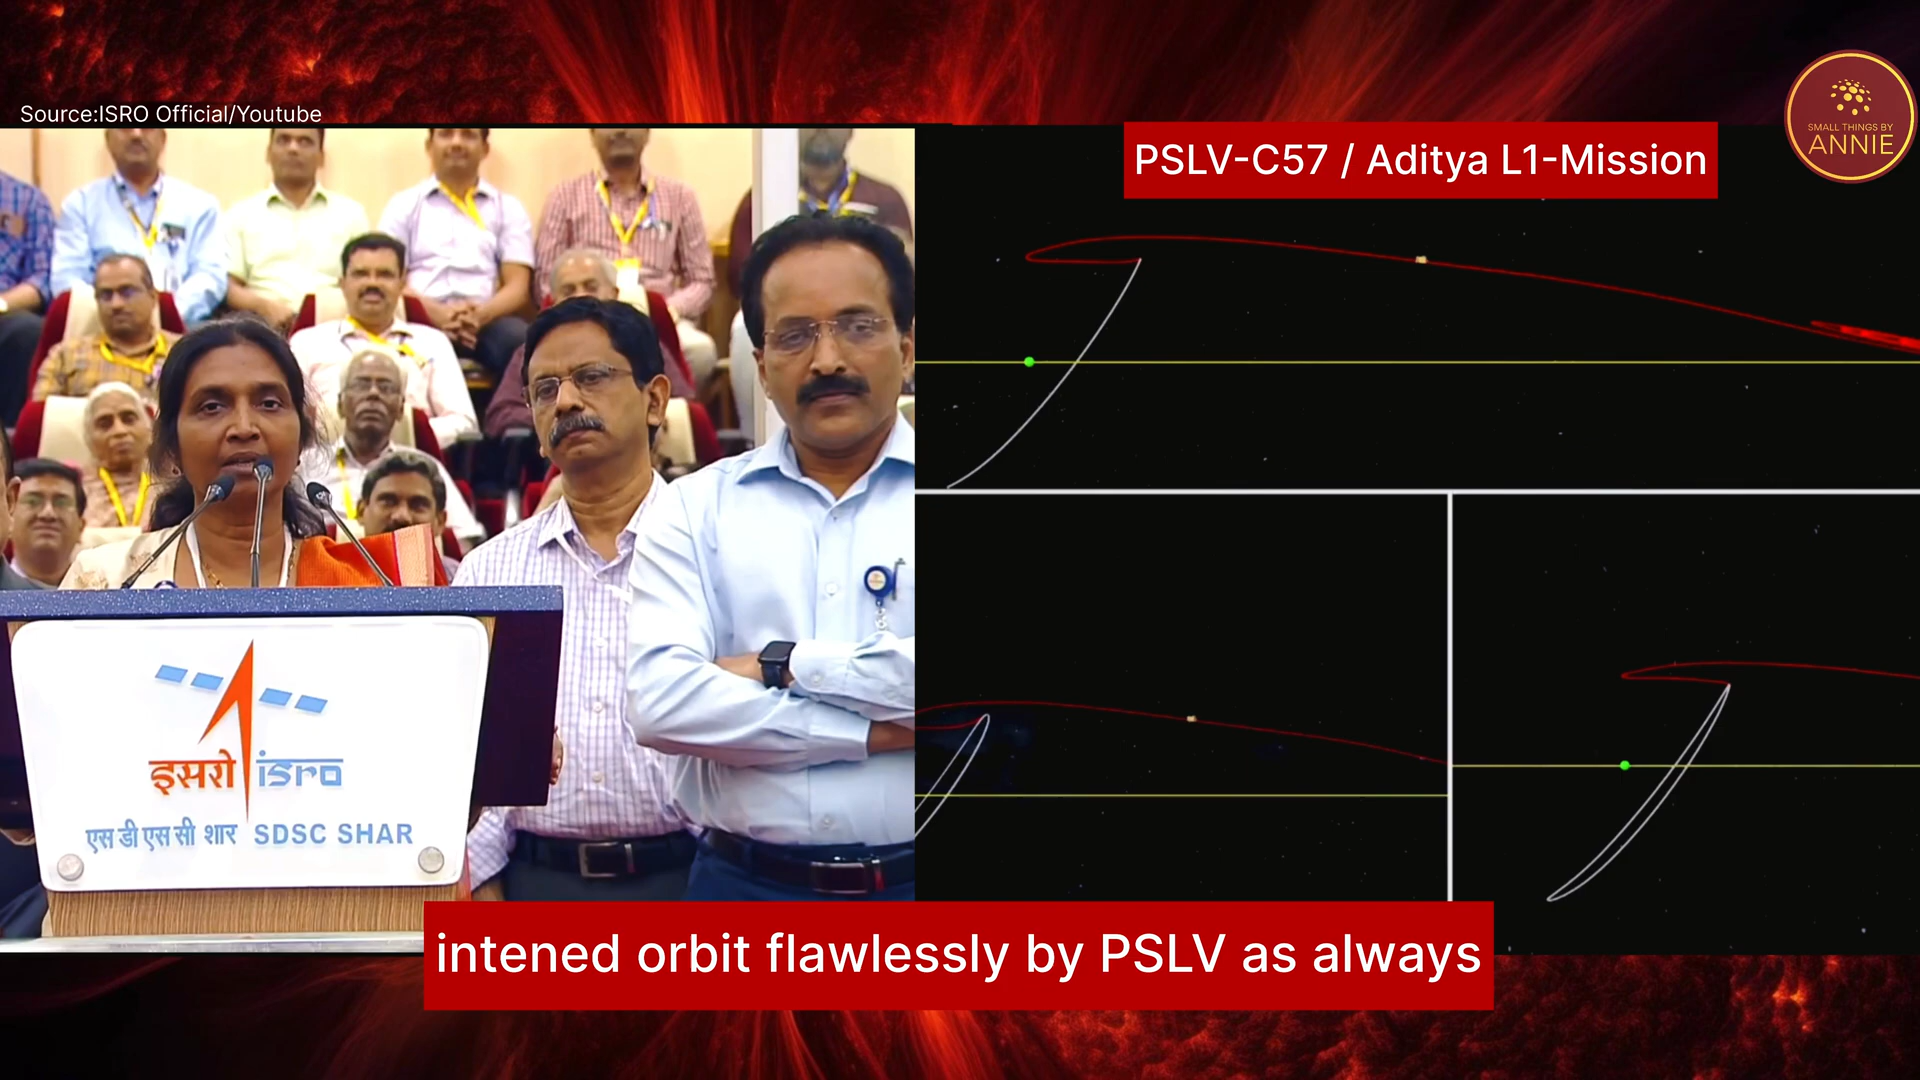 Source:ISRO Official/Youtube
PSLV-C57 / Aditya L1-Mission
SMALL THINGS BY
ANNIE
इसरो isro
एस डी एस सी शार SDSC SHAR
intened orbit flawlessly by PSLV as always